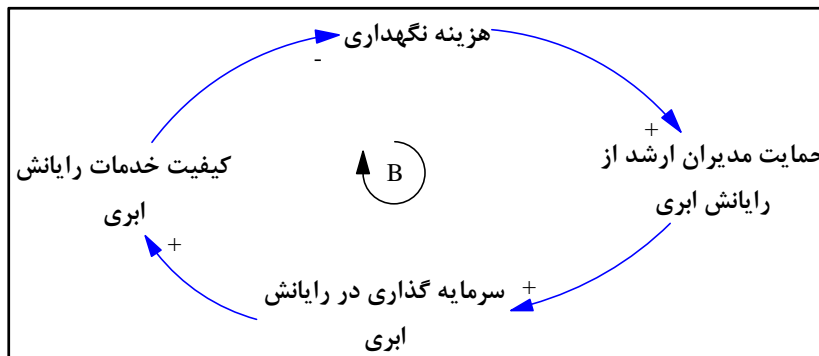 هزینه نگهداری
-
+
حمایت مدیران ارشد از
رایانش ابری
کیفیت خدمات رایانش
ابری
B
+
+
سرمایه گذاری در رایانش
ابری